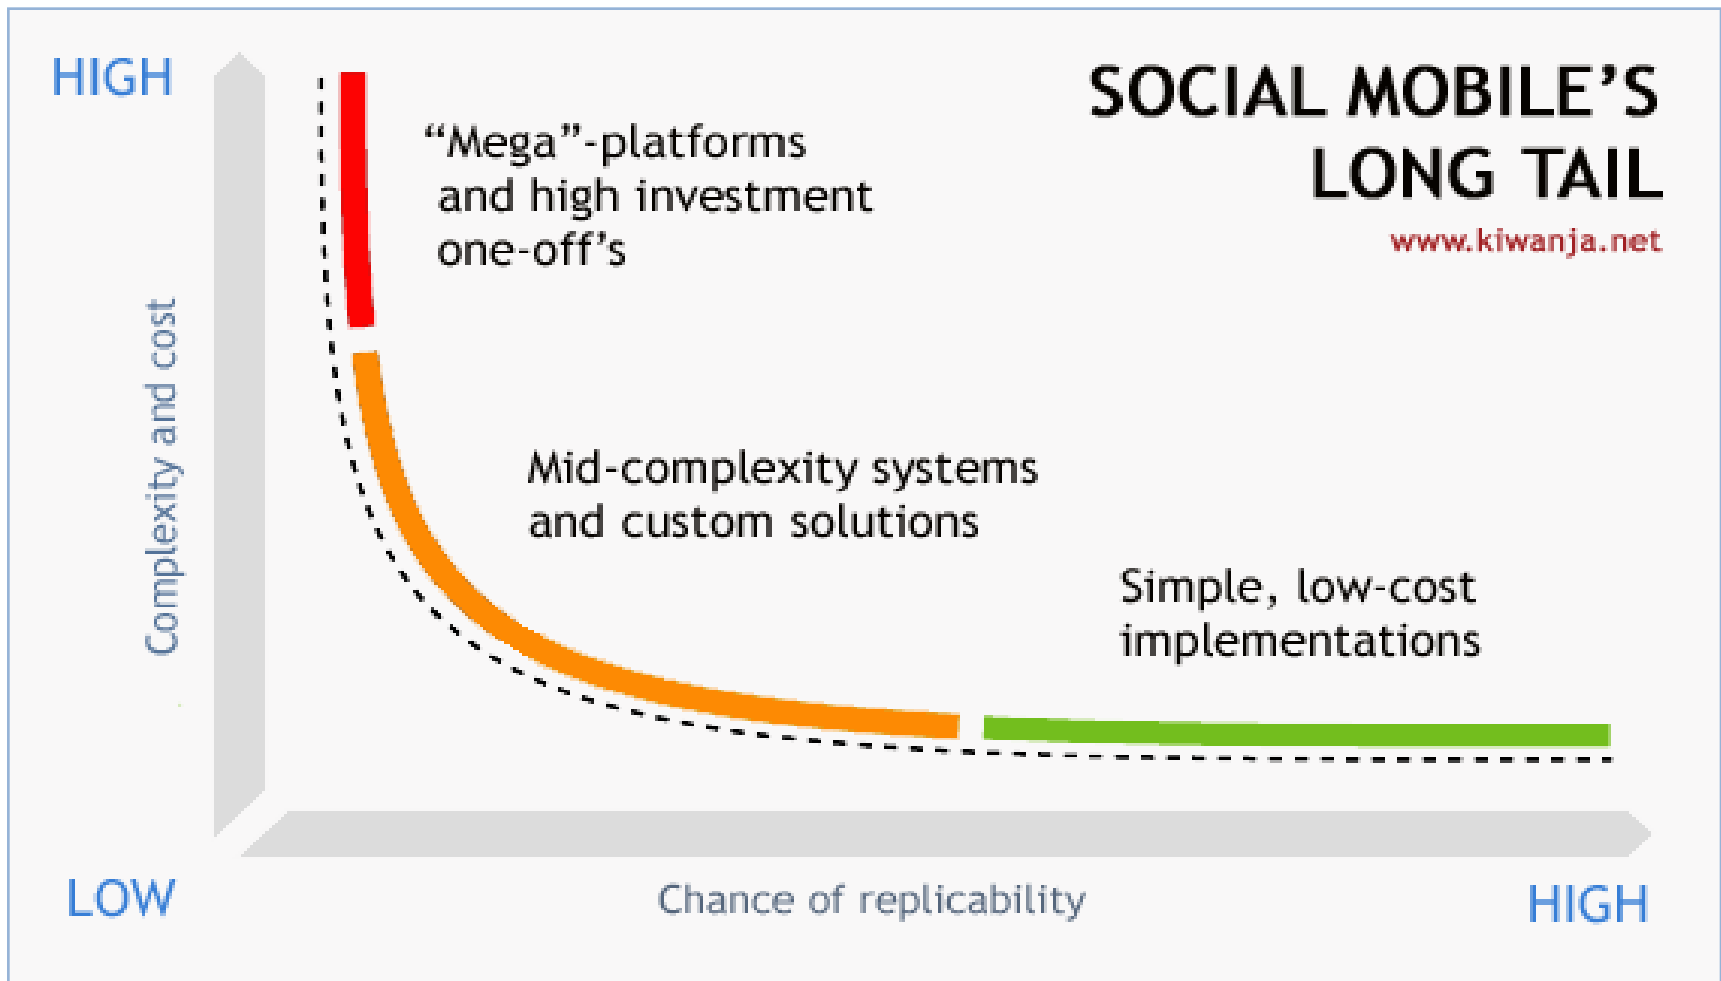 HIGH
SOCIAL MOBILE’S
LONG TAIL
www.kiwanja.net
“Mega”-platforms
and high investment
one-off’s
Complexity and cost
Mid-complexity systems
and custom solutions
Simple, low-cost
implementations
LOW
Chance of replicability
HIGH